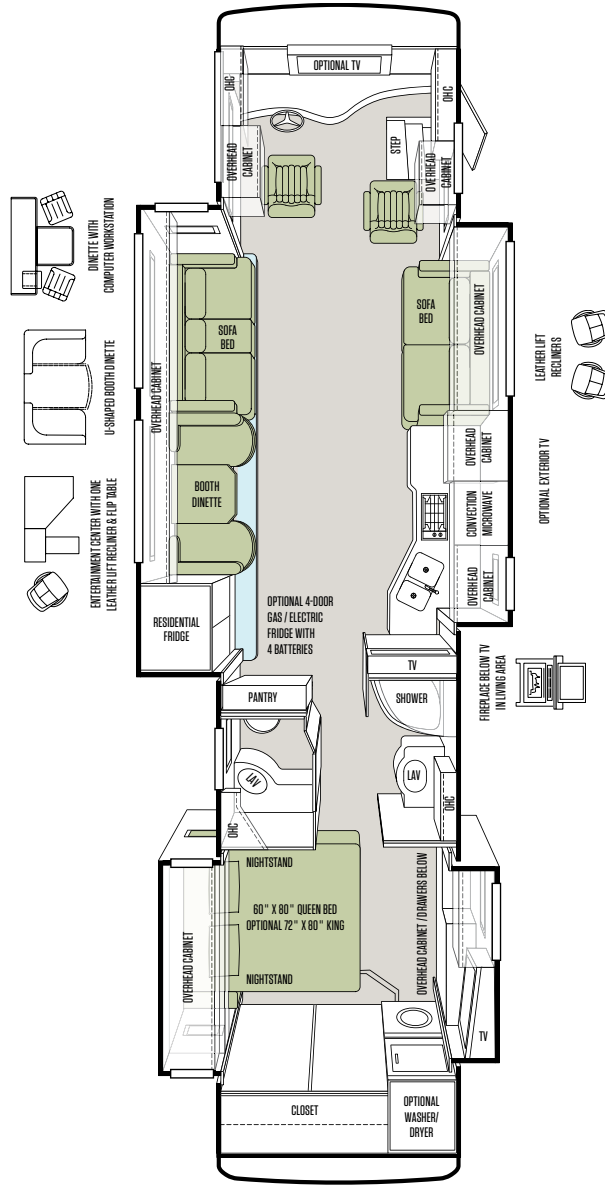 OPTIONAL TV
OHC
OHC
OVERHEAD
CABINET
STEP
OVERHEAD
CABINET
DINETTE WITH
COMPUTER WORKSTATION
U-SHAPED BOOTH DINETTE
ENTERTAINMENT CENTER WITH ONE
LEATHER LIFT RECLINER & FLIP TABLE
OVERHEAD CABINET
SOFA
BED
BOOTH
DINETTE
RESIDENTIAL
FRIDGE
OPTIONAL 4-DOOR
GAS / ELECTRIC
FRIDGE WITH
4 BATTERIES
SOFA
BED
OVERHEAD CABINET
OVERHEAD
CABINET
CONVECTION
MICROWAVE
OVERHEAD
CABINET
LEATHER LIFT
RECLINERS
OPTIONAL EXTERIOR TV
FIREPLACE BELOW TV
IN LIVING AREA
TV
PANTRY
SHOWER
LAV
LAV
OHC
OHC
NIGHTSTAND
60" X 80" QUEEN BED
OPTIONAL 72" X 80" KING
NIGHTSTAND
OVERHEAD CABINET
OVERHEAD CABINET / DRAWERS BELOW
TV
CLOSET
OPTIONAL
WASHER/
DRYER